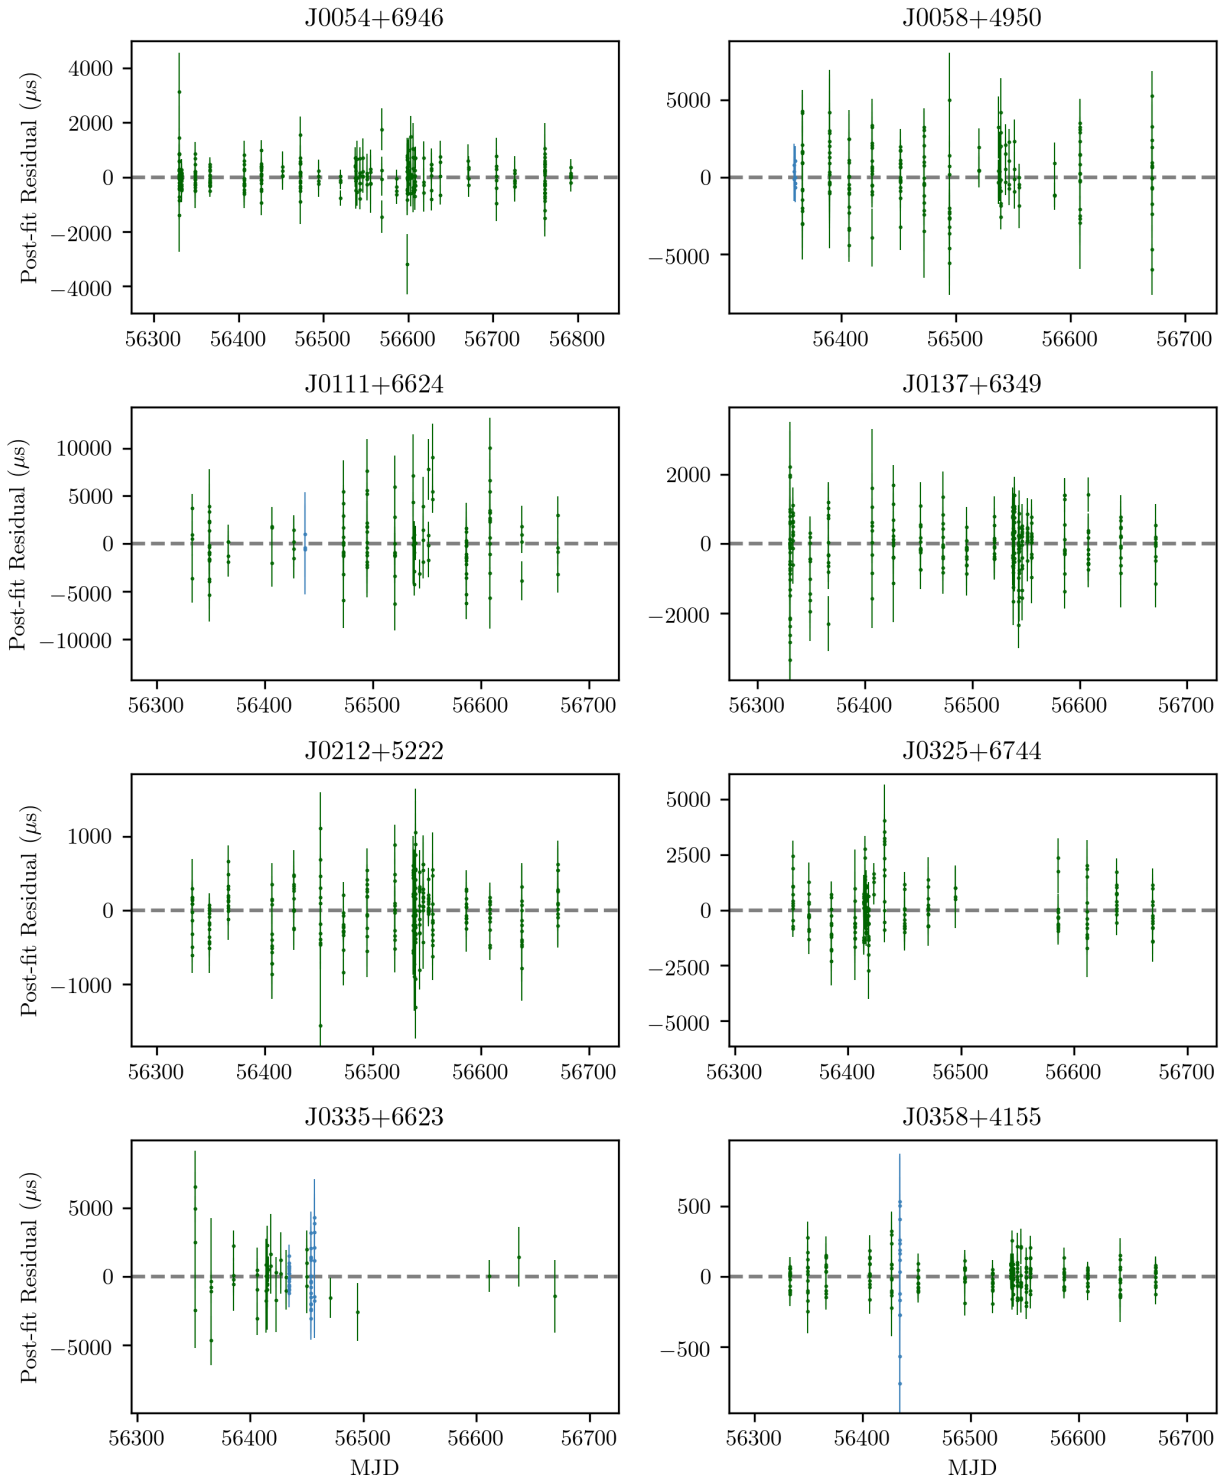 J0054+6946
J0058+4950
Post-fit Residual (μs)
4000
2000
0
−2000
−4000
5000
0
−5000
56300 56400 56500 56600 56700 56800
56400 56500 56600 56700
J0111+6624
J0137+6349
Post-fit Residual (μs)
10000
5000
0
−5000
−10000
2000
0
−2000
56300 56400 56500 56600 56700
56300 56400 56500 56600 56700
J0212+5222
J0325+6744
Post-fit Residual (μs)
1000
0
−1000
5000
2500
0
−2500
−5000
56300 56400 56500 56600 56700
56300 56400 56500 56600 56700
J0335+6623
J0358+4155
Post-fit Residual (μs)
5000
0
−5000
500
0
−500
56300 56400 56500 56600 56700
56300 56400 56500 56600 56700
MJD
MJD